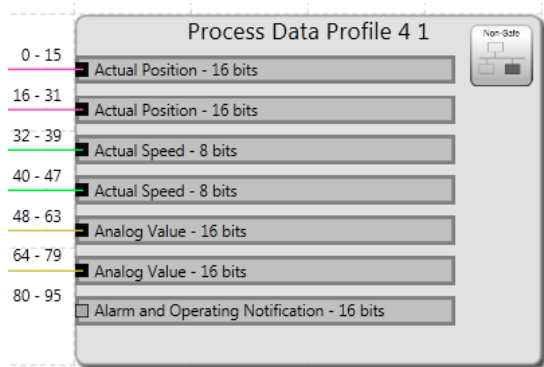 Process Data Profile 4 1
Non-Safe
0 - 15
Actual Position - 16 bits
16 - 31
Actual Position - 16 bits
32 - 39
Actual Speed - 8 bits
40 - 47
Actual Speed - 8 bits
48 - 63
Analog Value - 16 bits
64 - 79
Analog Value - 16 bits
80 - 95
Alarm and Operating Notification - 16 bits